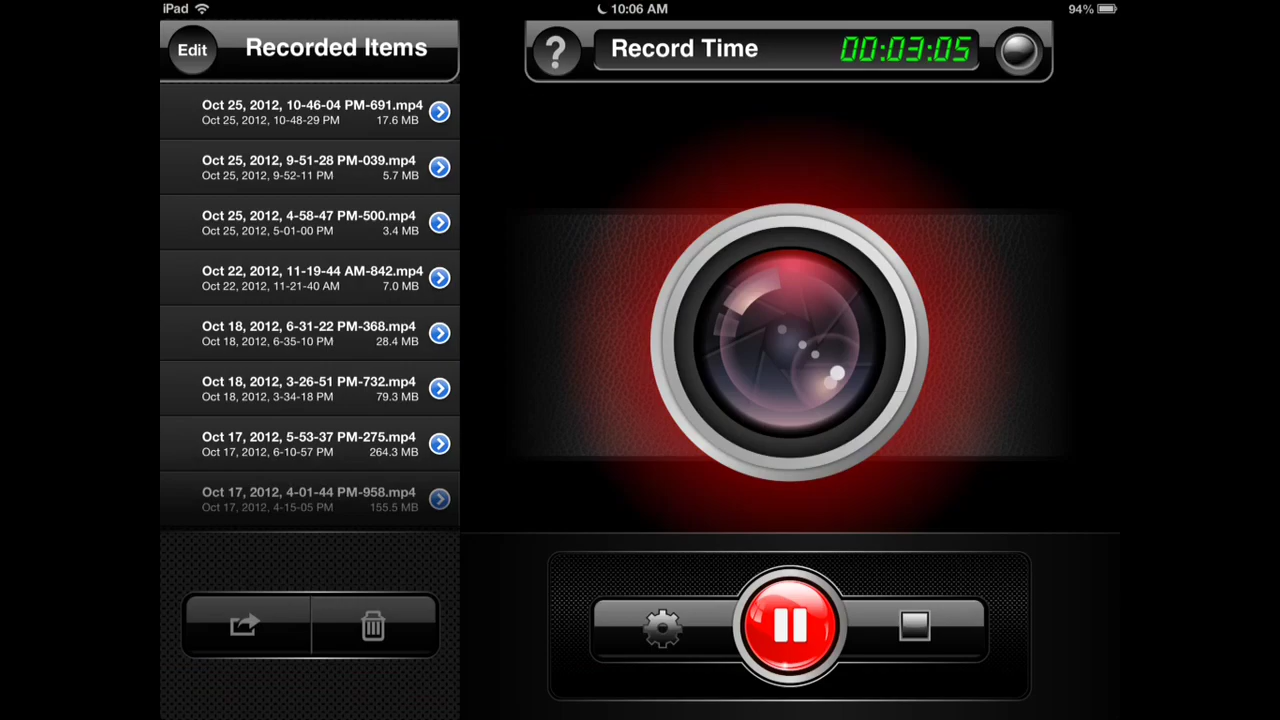 iPad
10:06 AM
94%
Edit
Recorded Items
?
Record Time
00:03:05
Oct 25, 2012, 10-46-04 PM-691.mp4
Oct 25, 2012, 10-48-29 PM 17.6 MB
Oct 25, 2012, 9-51-28 PM-039.mp4
Oct 25, 2012, 9-52-11 PM 5.7 MB
Oct 25, 2012, 4-58-47 PM-500.mp4
Oct 25, 2012, 5-01-00 PM 3.4 MB
Oct 22, 2012, 11-19-44 AM-842.mp4
Oct 22, 2012, 11-21-40 AM 7.0 MB
Oct 18, 2012, 6-31-22 PM-368.mp4
Oct 18, 2012, 6-35-10 PM 28.4 MB
Oct 18, 2012, 3-26-51 PM-732.mp4
Oct 18, 2012, 3-34-18 PM 79.3 MB
Oct 17, 2012, 5-53-37 PM-275.mp4
Oct 17, 2012, 6-10-57 PM 264.3 MB
Oct 17, 2012, 4-01-44 PM-958.mp4
Oct 17, 2012, 4-15-05 PM 155.5 MB